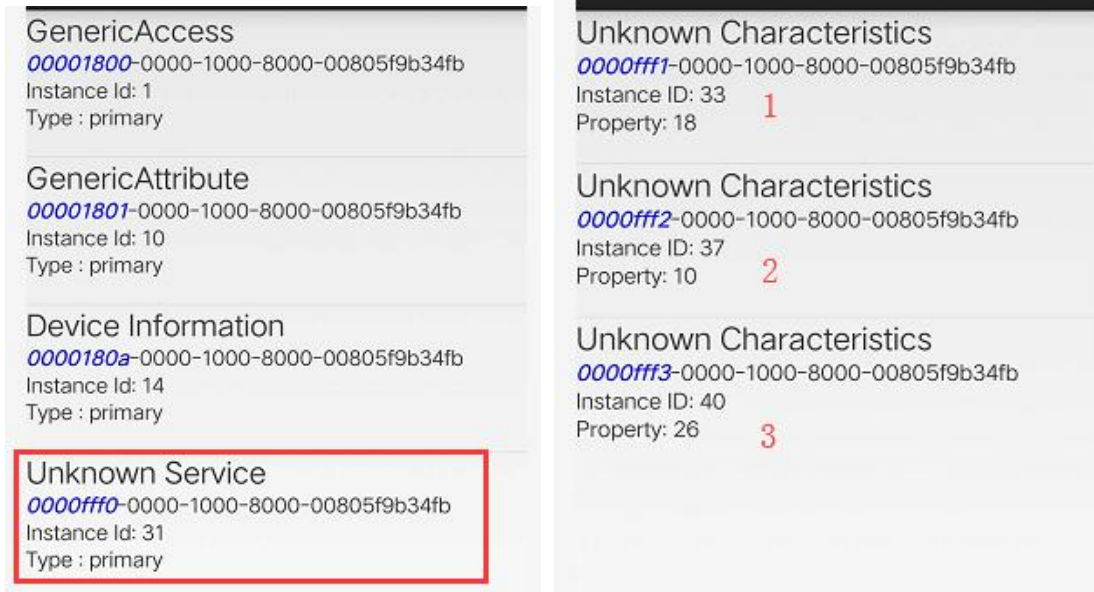 GenericAccess
00001800-0000-1000-8000-00805f9b34fb
Instance Id: 1
Type : primary
GenericAttribute
00001801-0000-1000-8000-00805f9b34fb
Instance Id: 10
Type : primary
Device Information
0000180a-0000-1000-8000-00805f9b34fb
Instance Id: 14
Type : primary
Unknown Service
0000fff0-0000-1000-8000-00805f9b34fb
Instance Id: 31
Type : primary
Unknown Characteristics
0000fff1-0000-1000-8000-00805f9b34fb
Instance ID: 33
Property: 18
1
Unknown Characteristics
0000fff2-0000-1000-8000-00805f9b34fb
Instance ID: 37
Property: 10
2
Unknown Characteristics
0000fff3-0000-1000-8000-00805f9b34fb
Instance ID: 40
Property: 26
3